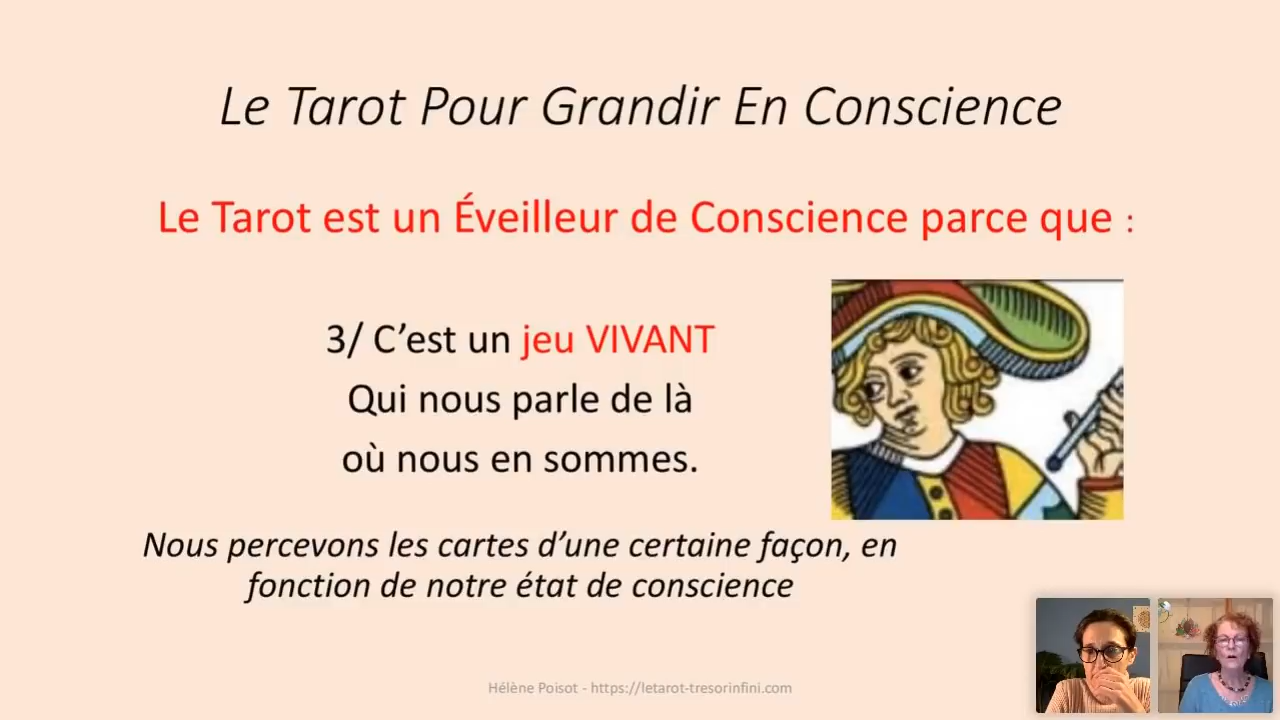 Le Tarot Pour Grandir En Conscience
Le Tarot est un Éveilleur de Conscience parce que :
3/ C’est un jeu VIVANT
Qui nous parle de là
où nous en sommes.
Nous percevons les cartes d’une certaine façon, en
fonction de notre état de conscience
Hélène Poisot - https://letarot-tresorinfini.com